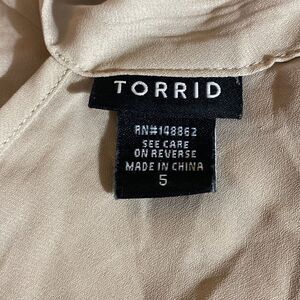 TORRID
RN#148862
SEE CARE
ON REVERSE
MADE IN CHINA
5